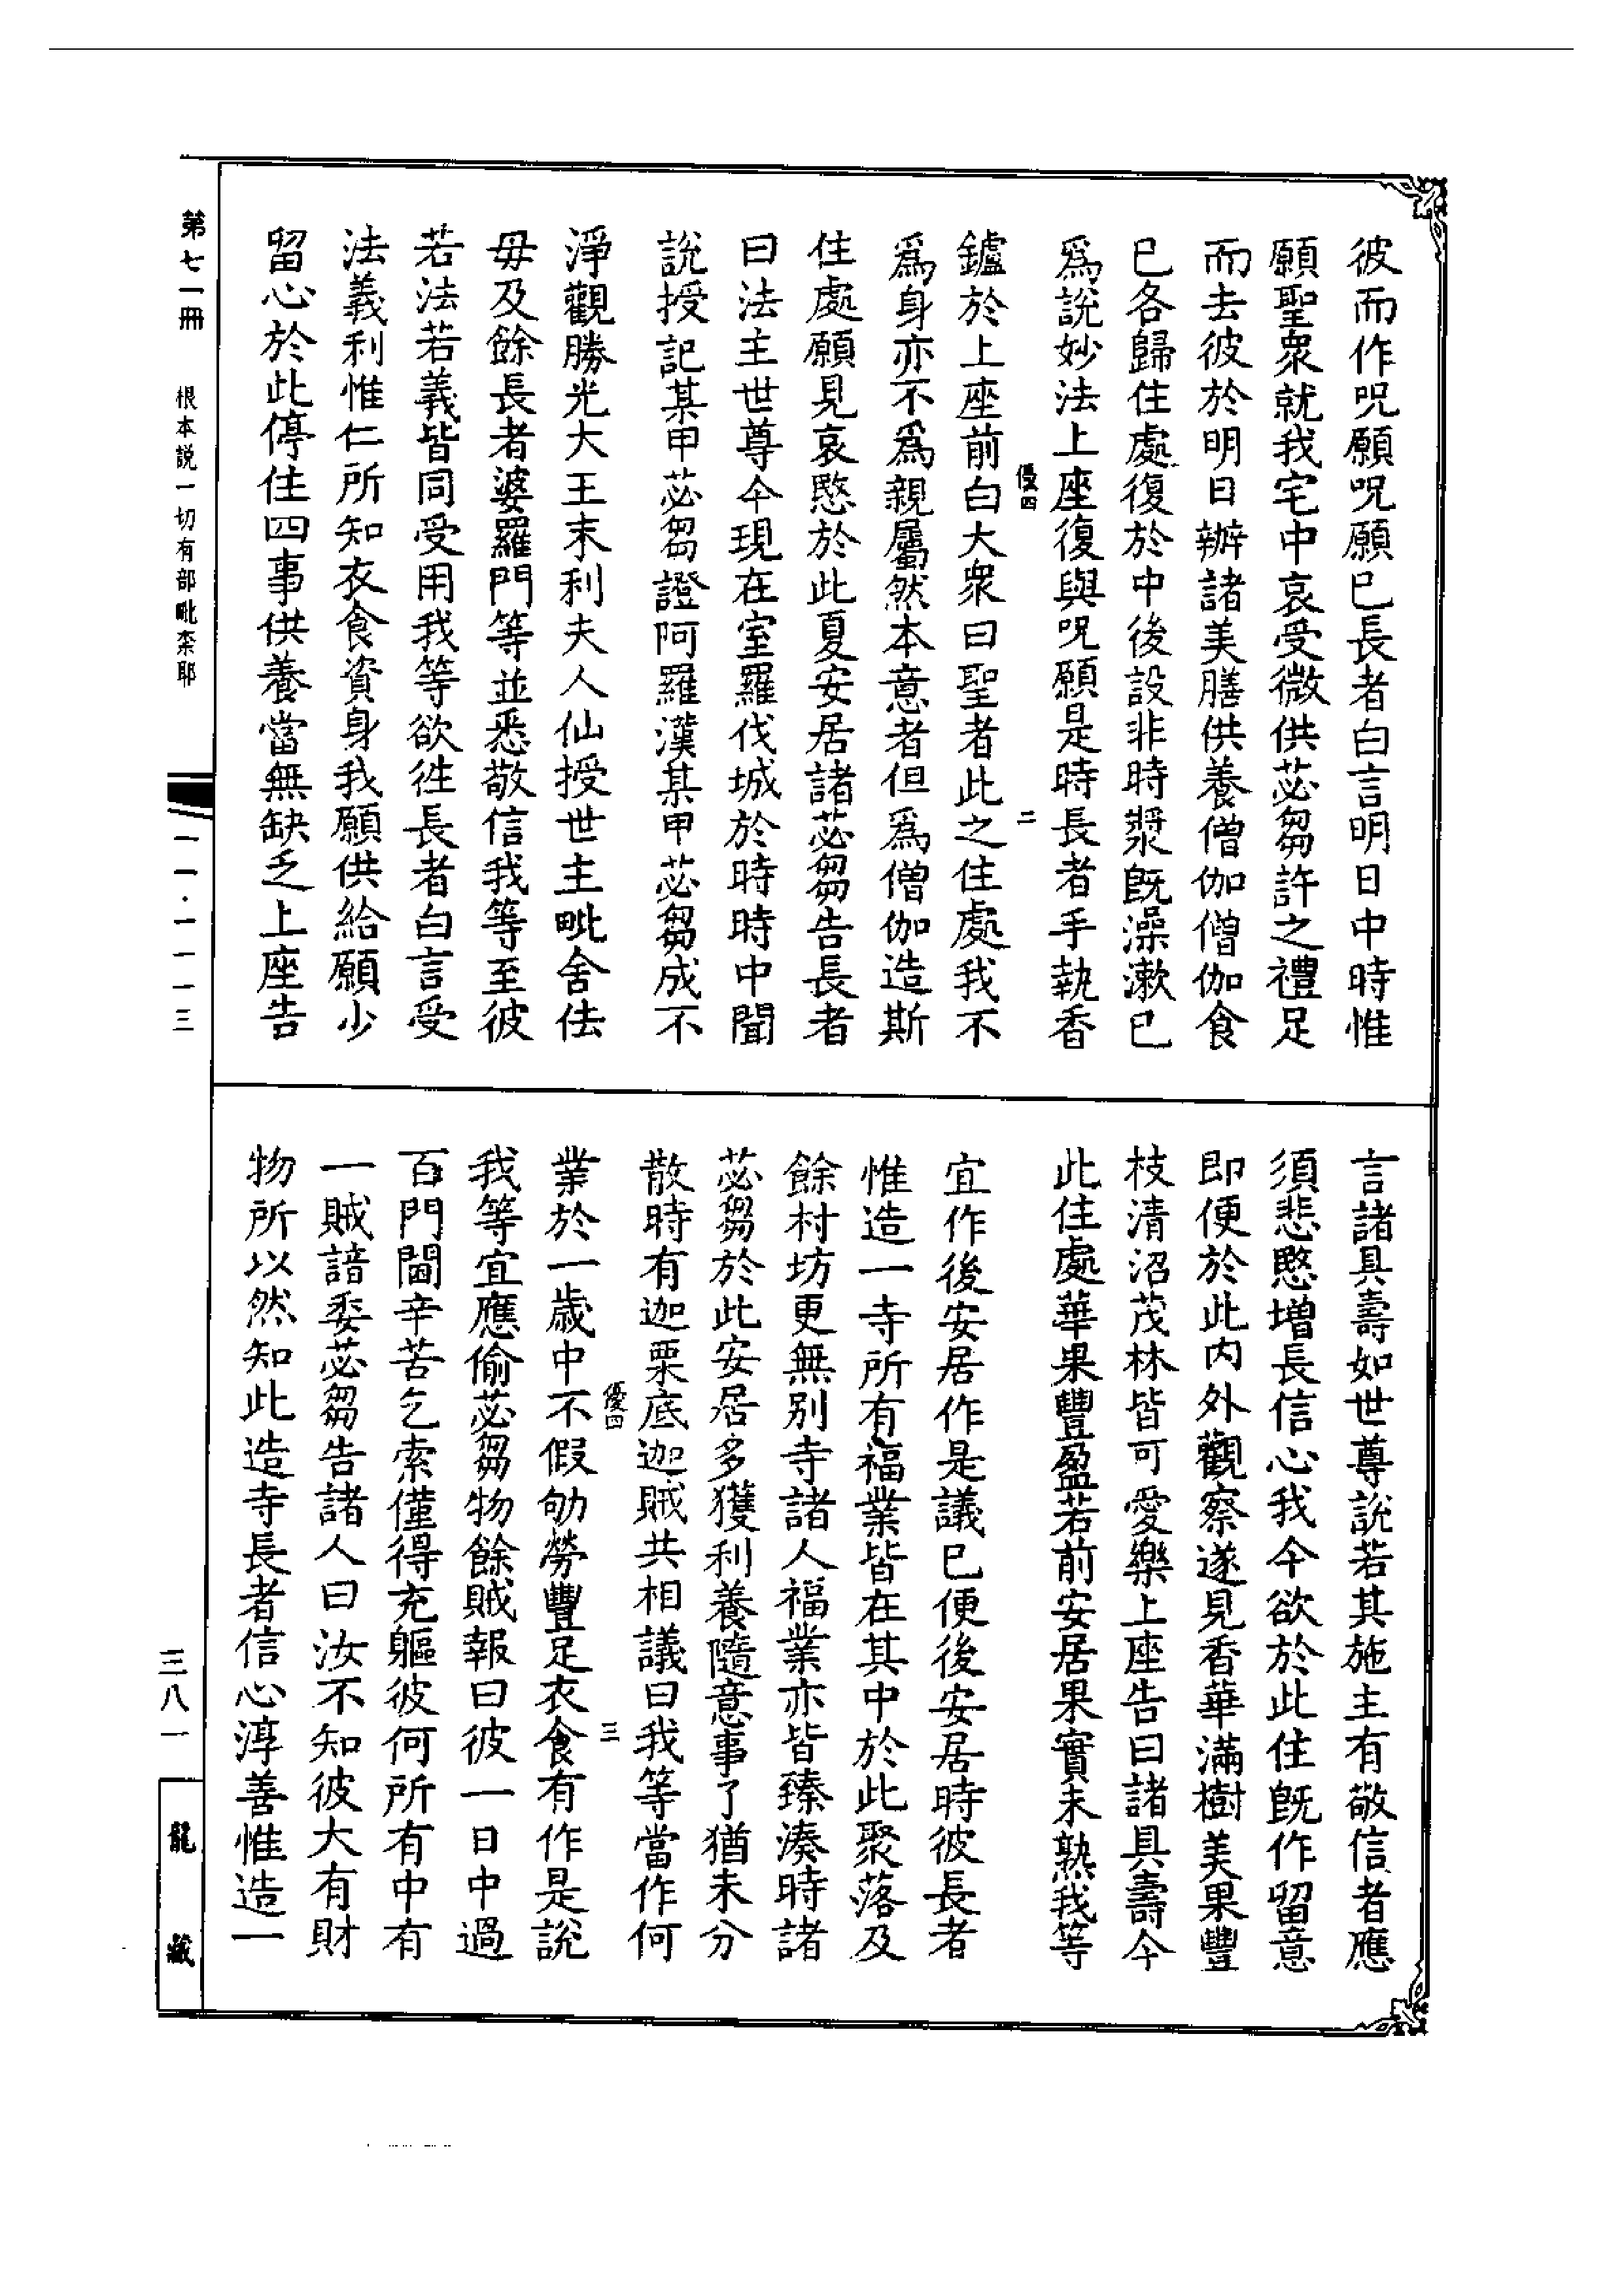 彼而作呪願呪願已長者白言明日中時惟
願聖衆就我宅中哀受微供苾芻許之禮足
而去彼於明日辦諸美膳供養僧伽僧伽食
已各歸住處復於中後設非時漿既澡漱已
爲說妙法上座復與呪願是時長者手執香
優四
二
鑪於上座前白大衆曰聖者此之住處我不
爲身亦不爲親屬然本意者但爲僧伽造斯
住處願見哀愍於此夏安居諸苾芻告長者
曰法主世尊今現在室羅伐城於時時中聞
說授記某甲苾芻證阿羅漢某甲苾芻成不
淨觀勝光大王末利夫人仙授世主毗舍佉
毋及餘長者婆羅門等並悉敬信我等至彼
若法若義皆同受用我等欲徃長者白言受
法義利惟仁所知衣食資身我願供給願少
留心於此停住四事供養當無缺乏上座告
言諸具壽如世尊說若其施主有敬信者應
須悲愍增長信心我今欲於此住既作留意
即便於此内外觀察遂見香華滿樹美果豐
枝清沼茂林皆可愛樂上座告曰諸具壽今
此住處華果豐盈若前安居果實未熟我等
宜作後安居作是議已便後安居時彼長者
惟造一寺所有福業皆在其中於此聚落及
餘村坊更無别寺諸人福業亦皆臻湊時諸
苾芻於此安居多獲利養隨意事了猶未分
散時有迦栗底迦賊共相議曰我等當作何
優四
三
業於一歲中不假劬勞豐足衣食有作是說
我等宜應偷苾芻物餘賊報曰彼一日中過
百門閫辛苦乞索僅得充軀彼何所有中有
一賊諳委苾芻告諸人曰汝不知彼大有財
物所以然知此造寺長者信心淳善惟造一
第七一冊
根本説一切有部毗柰耶
一一·一一一三
三八一
龍藏